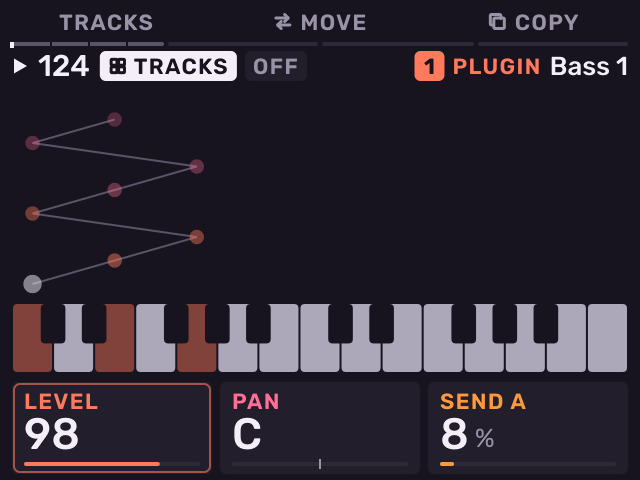 TRACKS MOVE COPY
124 TRACKS OFF 1 PLUGIN Bass 1
LEVEL PAN SEND A
98 C 8 %